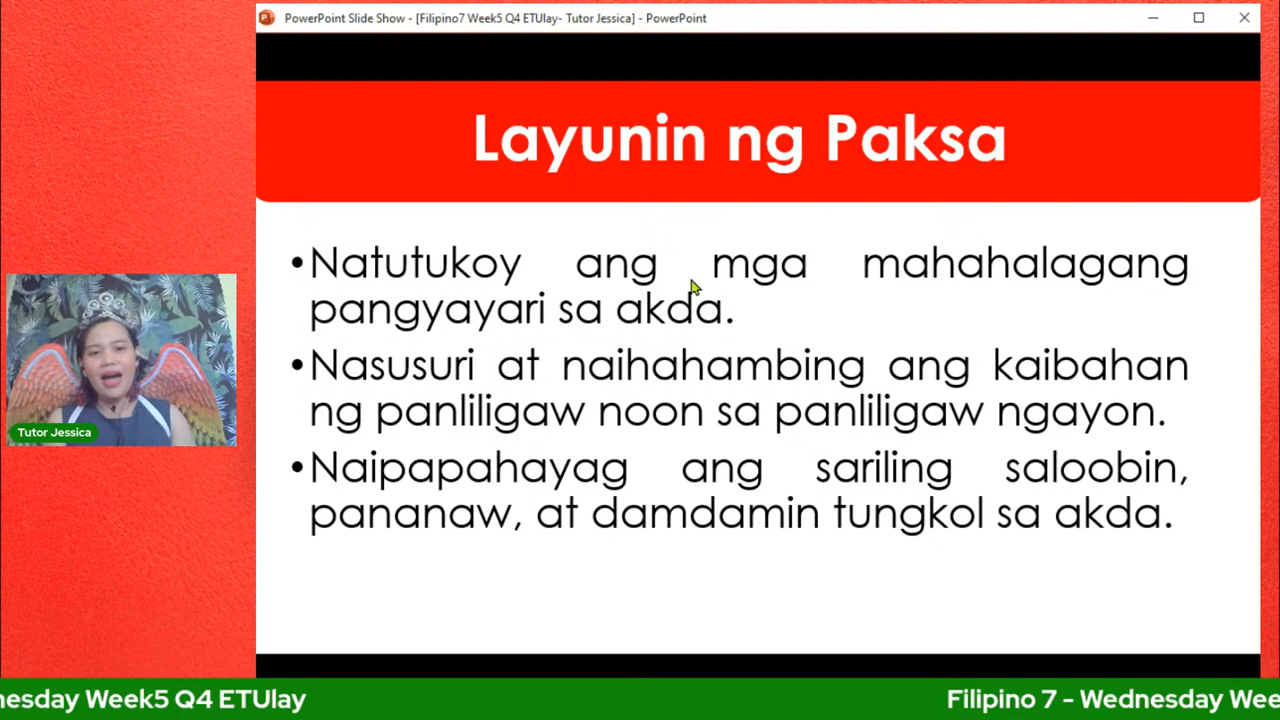 PowerPoint Slide Show - [Filipino7 Week5 Q4 ETUlay- Tutor Jessica] - PowerPoint
Layunin ng Paksa
•Natutukoy ang mga mahahalagang
pangyayari sa akda.
•Nasusuri at naihahambing ang kaibahan
ng panliligaw noon sa panliligaw ngayon.
•Naipapahayag ang sariling saloobin,
pananaw, at damdamin tungkol sa akda.
Tutor Jessica
nesday Week5 Q4 ETUlay Filipino 7 - Wednesday Wee